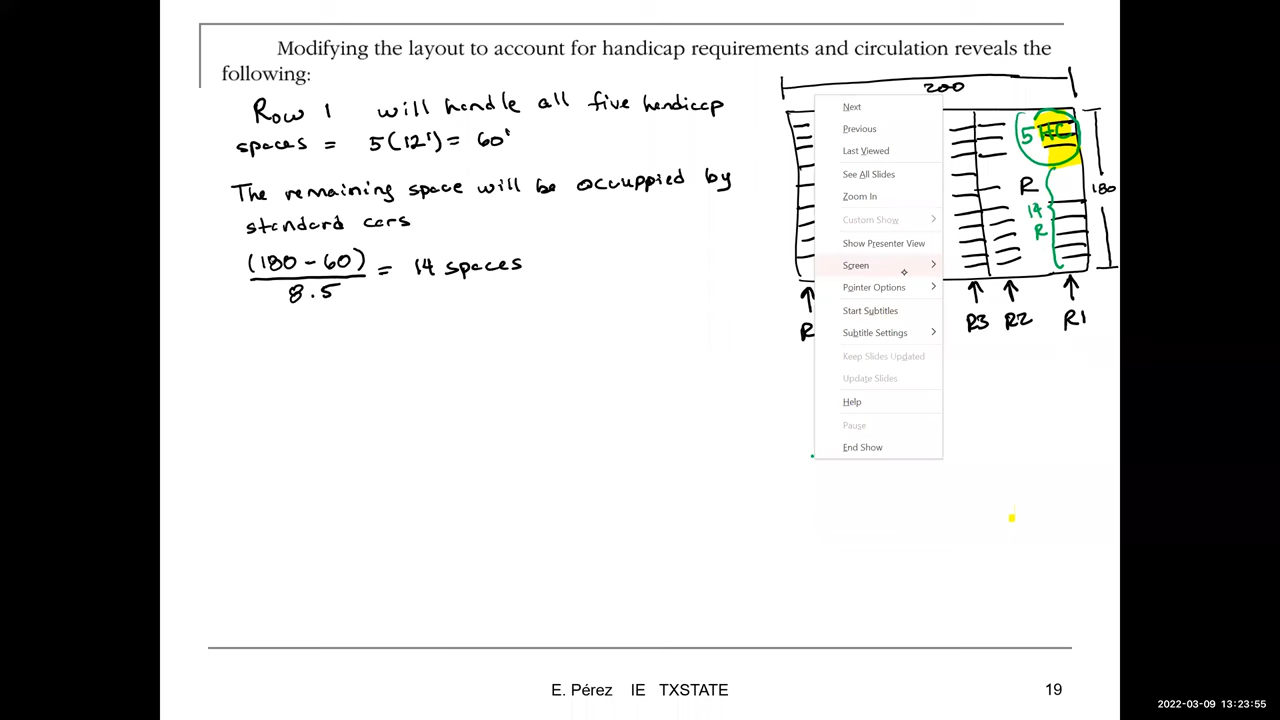 Modifying the layout to account for handicap requirements and circulation reveals the
following:
Row 1 will handle all five handicap
spaces = 5(12') = 60'
The remaining space will be occuppied by
standard cars
(180 - 60)
8.5
= 14 spaces
200
5 HC
R
14
R
180
R
R3
R2
R1
Next
Previous
Last Viewed
See All Slides
Zoom In
Custom Show
Show Presenter View
Screen
Pointer Options
Start Subtitles
Subtitle Settings
Keep Slides Updated
Update Slides
Help
Pause
End Show
E. Pérez IE TXSTATE
19
2022-03-09 13:23:55